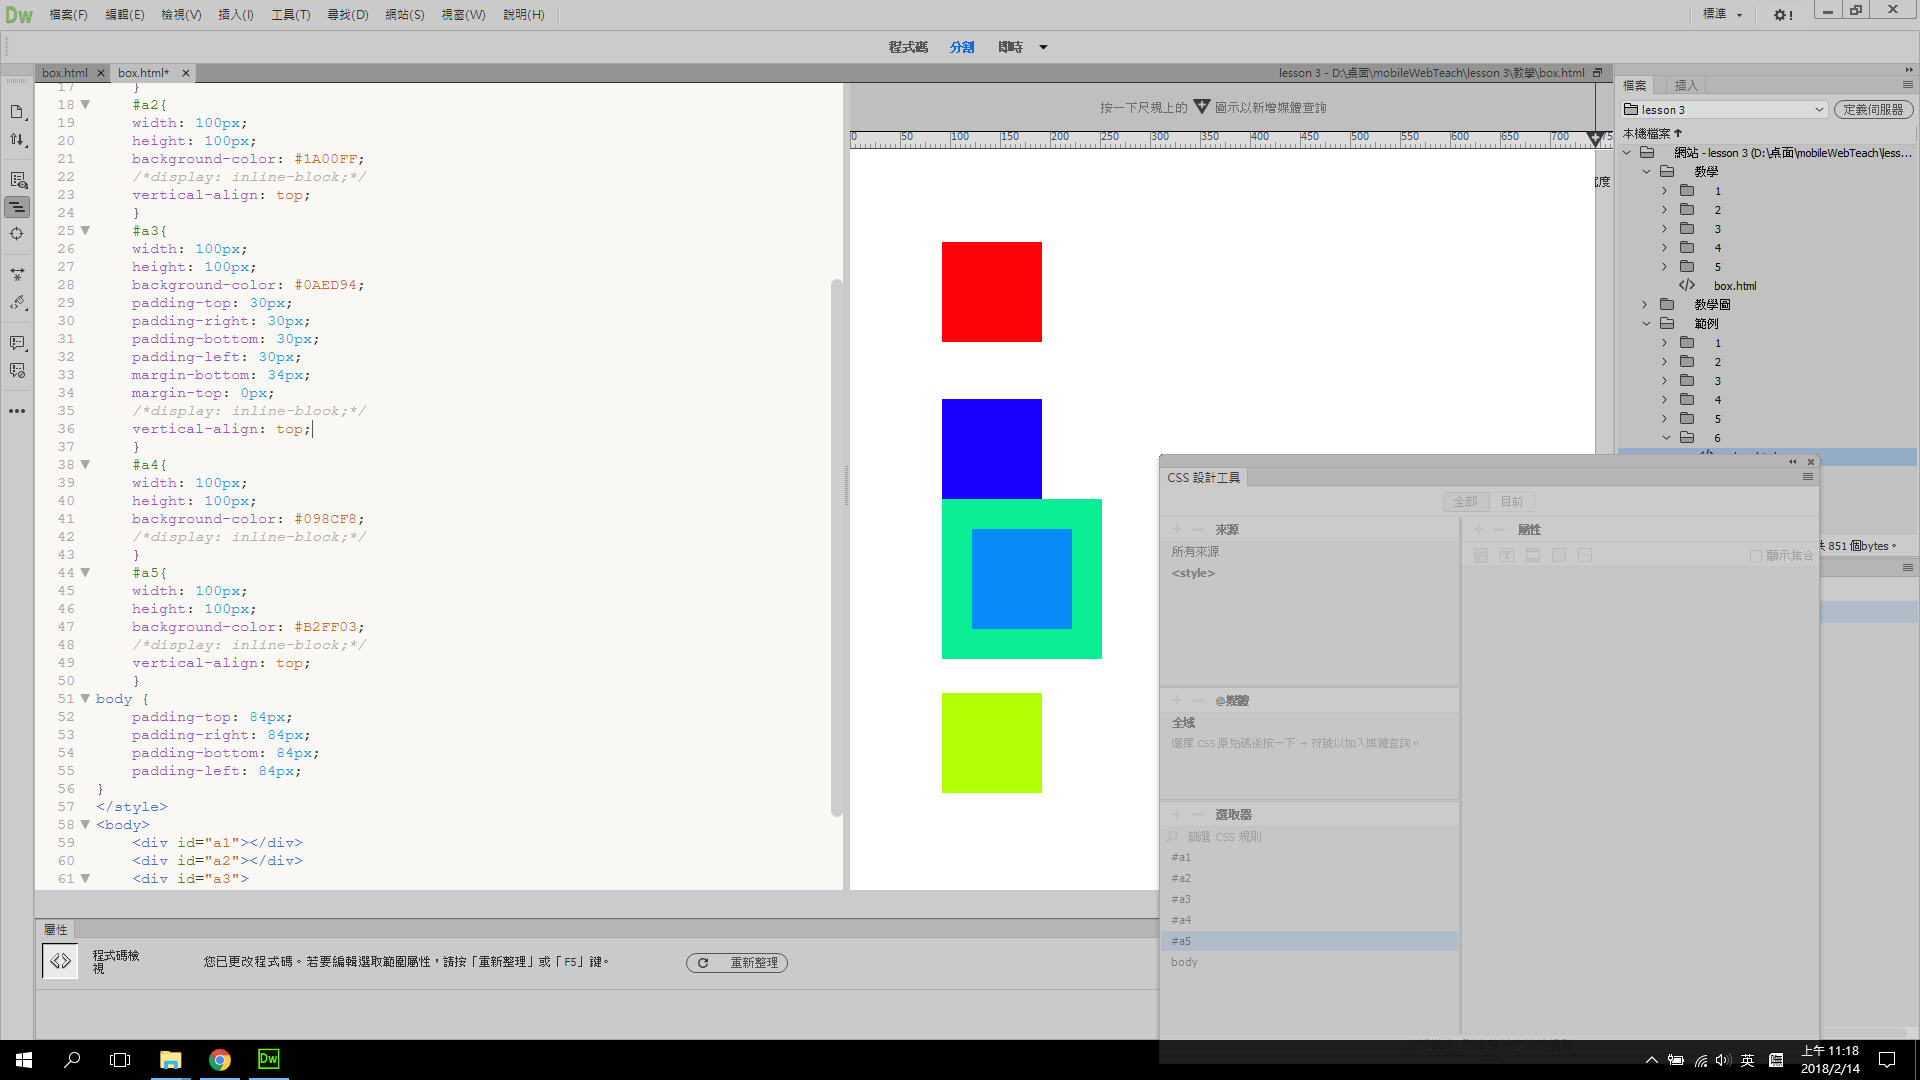 Dw 檔案(F) 編輯(E) 檢視(V) 插入(I) 工具(T) 尋找(D) 網站(S) 視窗(W) 說明(H) 標準
程式碼 分割 即時
box.html box.html* lesson 3 - D:\桌面\mobileWebTeach\lesson 3\教學\box.html
17 }
18 #a2{
19 width: 100px;
20 height: 100px;
21 background-color: #1A00FF;
22 /*display: inline-block;*/
23 vertical-align: top;
24 }
25 #a3{
26 width: 100px;
27 height: 100px;
28 background-color: #0AED94;
29 padding-top: 30px;
30 padding-right: 30px;
31 padding-bottom: 30px;
32 padding-left: 30px;
33 margin-bottom: 34px;
34 margin-top: 0px;
35 /*display: inline-block;*/
36 vertical-align: top;
37 }
38 #a4{
39 width: 100px;
40 height: 100px;
41 background-color: #098CF8;
42 /*display: inline-block;*/
43 }
44 #a5{
45 width: 100px;
46 height: 100px;
47 background-color: #B2FF03;
48 /*display: inline-block;*/
49 vertical-align: top;
50 }
51 body {
52 padding-top: 84px;
53 padding-right: 84px;
54 padding-bottom: 84px;
55 padding-left: 84px;
56 }
57 </style>
58 <body>
59 <div id="a1"></div>
60 <div id="a2"></div>
61 <div id="a3">
按一下尺規上的 圖示以新增媒體查詢
0 50 100 150 200 250 300 350 400 450 500 550 600 650 700 75
度
檔案 插入
lesson 3 定義伺服器
本機檔案
網站 - lesson 3 (D:\桌面\mobileWebTeach\less...
教學
1
2
3
4
5
box.html
教學圖
範例
1
2
3
4
5
6
共 851 個bytes。
CSS 設計工具
全部 目前
來源
所有來源
<style>
屬性
顯示集合
@媒體
全域
選擇 CSS 原始碼後按一下 + 符號以加入媒體查詢。
選取器
篩選 CSS 規則
#a1
#a2
#a3
#a4
#a5
body
屬性
程式碼檢
視
您已更改程式碼。若要編輯選取範圍屬性，請按「重新整理」或「F5」鍵。
重新整理
Dw
英
上午 11:18
2018/2/14